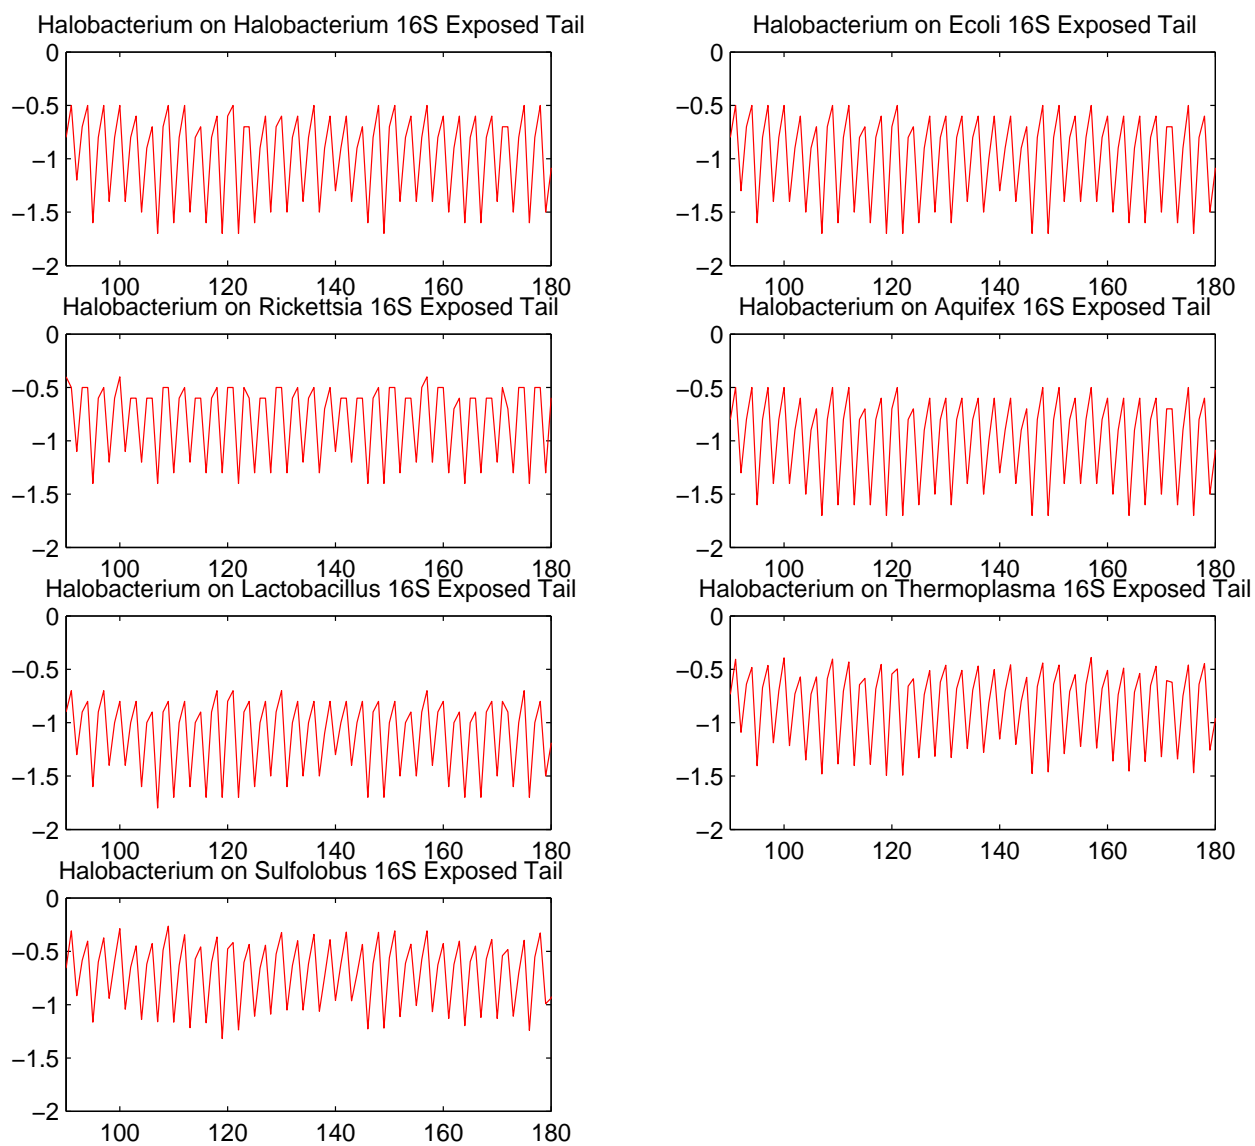 Halobacterium on Halobacterium 16S Exposed Tail
0
−0.5
−1
−1.5
−2
100 120 140 160 180
Halobacterium on Ecoli 16S Exposed Tail
0
−0.5
−1
−1.5
−2
100 120 140 160 180
Halobacterium on Rickettsia 16S Exposed Tail
0
−0.5
−1
−1.5
−2
100 120 140 160 180
Halobacterium on Aquifex 16S Exposed Tail
0
−0.5
−1
−1.5
−2
100 120 140 160 180
Halobacterium on Lactobacillus 16S Exposed Tail
0
−0.5
−1
−1.5
−2
100 120 140 160 180
Halobacterium on Thermoplasma 16S Exposed Tail
0
−0.5
−1
−1.5
−2
100 120 140 160 180
Halobacterium on Sulfolobus 16S Exposed Tail
0
−0.5
−1
−1.5
−2
100 120 140 160 180